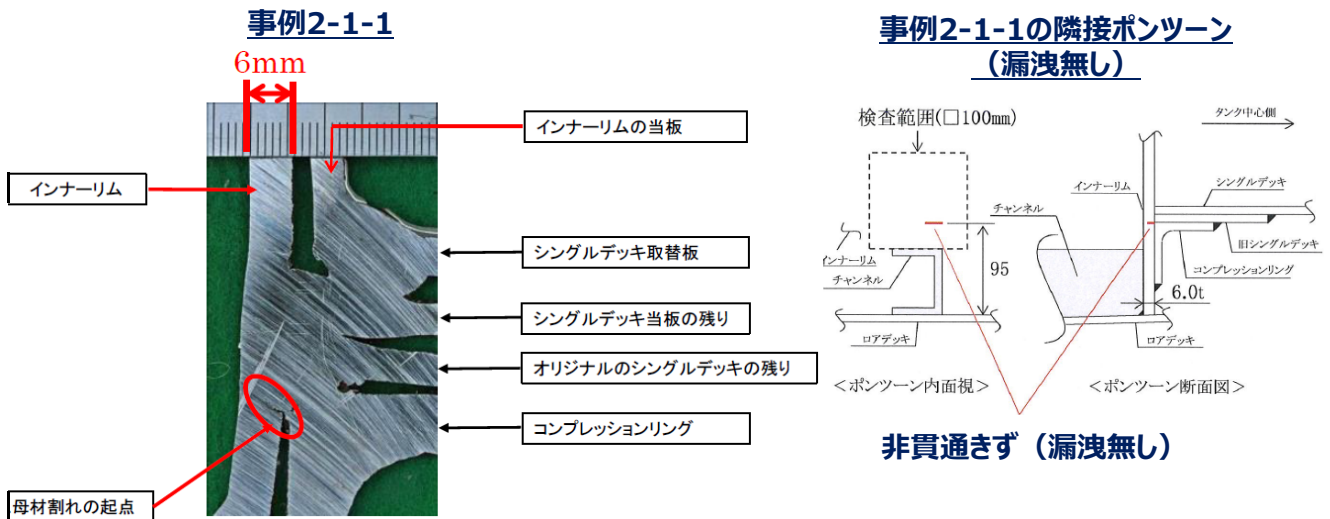 事例2-1-1
6mm
インナーリムの当板
インナーリム
シングルデッキ取替板
シングルデッキ当板の残り
オリジナルのシングルデッキの残り
コンプレッションリング
母材割れの起点
事例2-1-1の隣接ポンツーン
（漏洩無し）
検査範囲(□100mm)
タンク中心側
インナーリム
シングルデッキ
チャンネル
旧シングルデッキ
インナーリム
チャンネル
95
コンプレッションリング
6.0t
ロアデッキ
ロアデッキ
＜ポンツーン内面視＞
＜ポンツーン断面図＞
非貫通きず（漏洩無し）